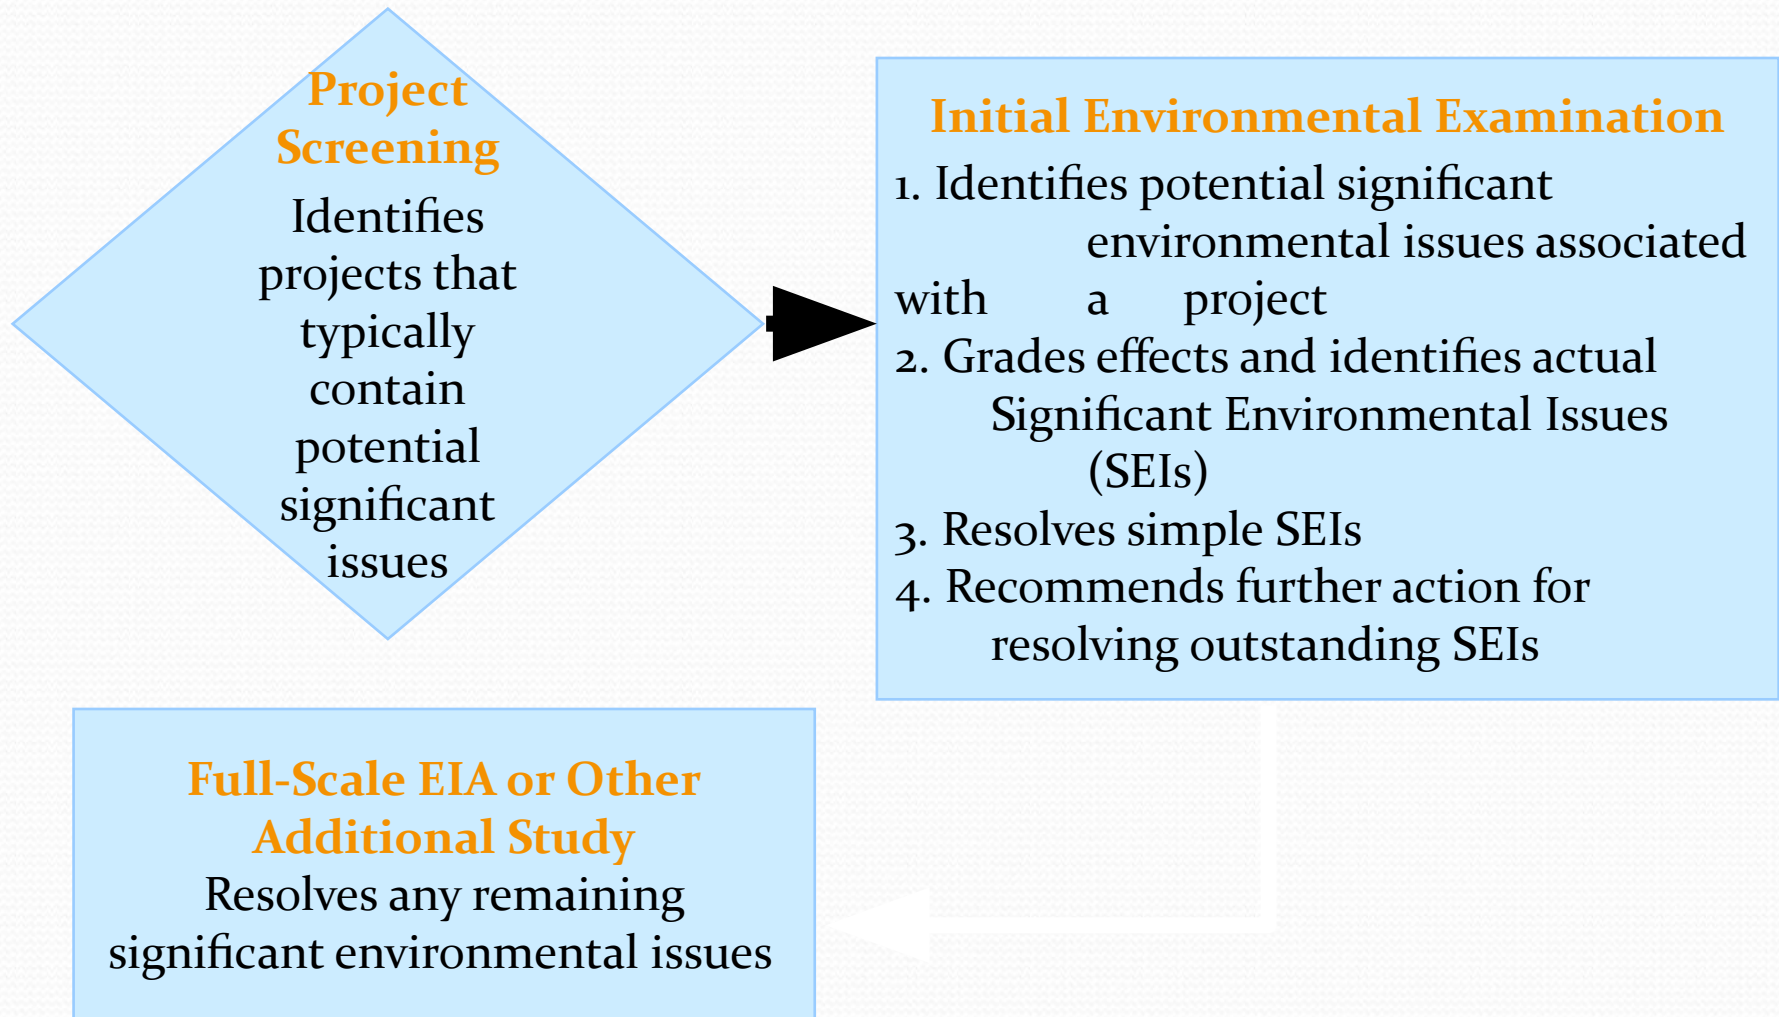 Project
Screening
Identifies
projects that
typically
contain
potential
significant
issues
Initial Environmental Examination
1. Identifies potential significant
environmental issues associated
with a project
2. Grades effects and identifies actual
Significant Environmental Issues
(SEIs)
3. Resolves simple SEIs
4. Recommends further action for
resolving outstanding SEIs
Full-Scale EIA or Other
Additional Study
Resolves any remaining
significant environmental issues